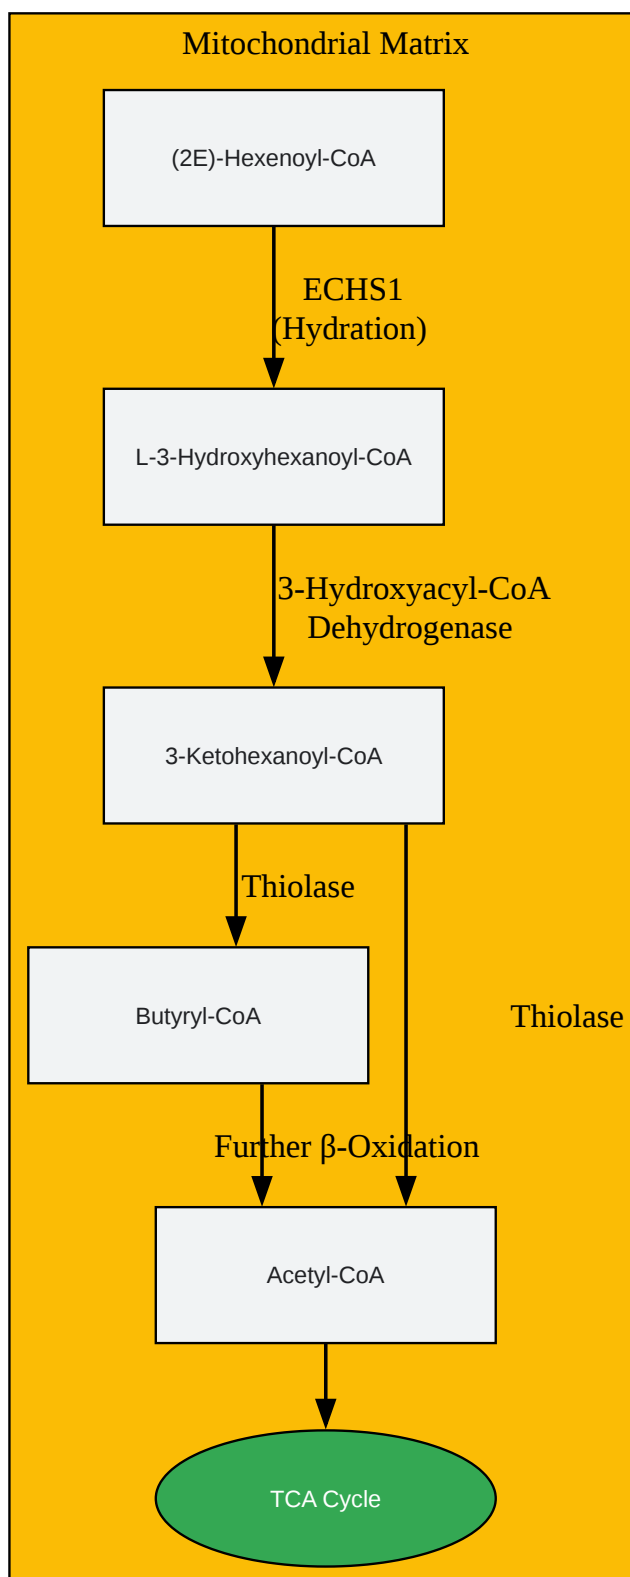 Mitochondrial Matrix
(2E)-Hexenoyl-CoA
ECHS1
(Hydration)
L-3-Hydroxyhexanoyl-CoA
3-Hydroxyacyl-CoA
Dehydrogenase
3-Ketohexanoyl-CoA
Thiolase
Butyryl-CoA
Thiolase
Further β-Oxidation
Acetyl-CoA
TCA Cycle